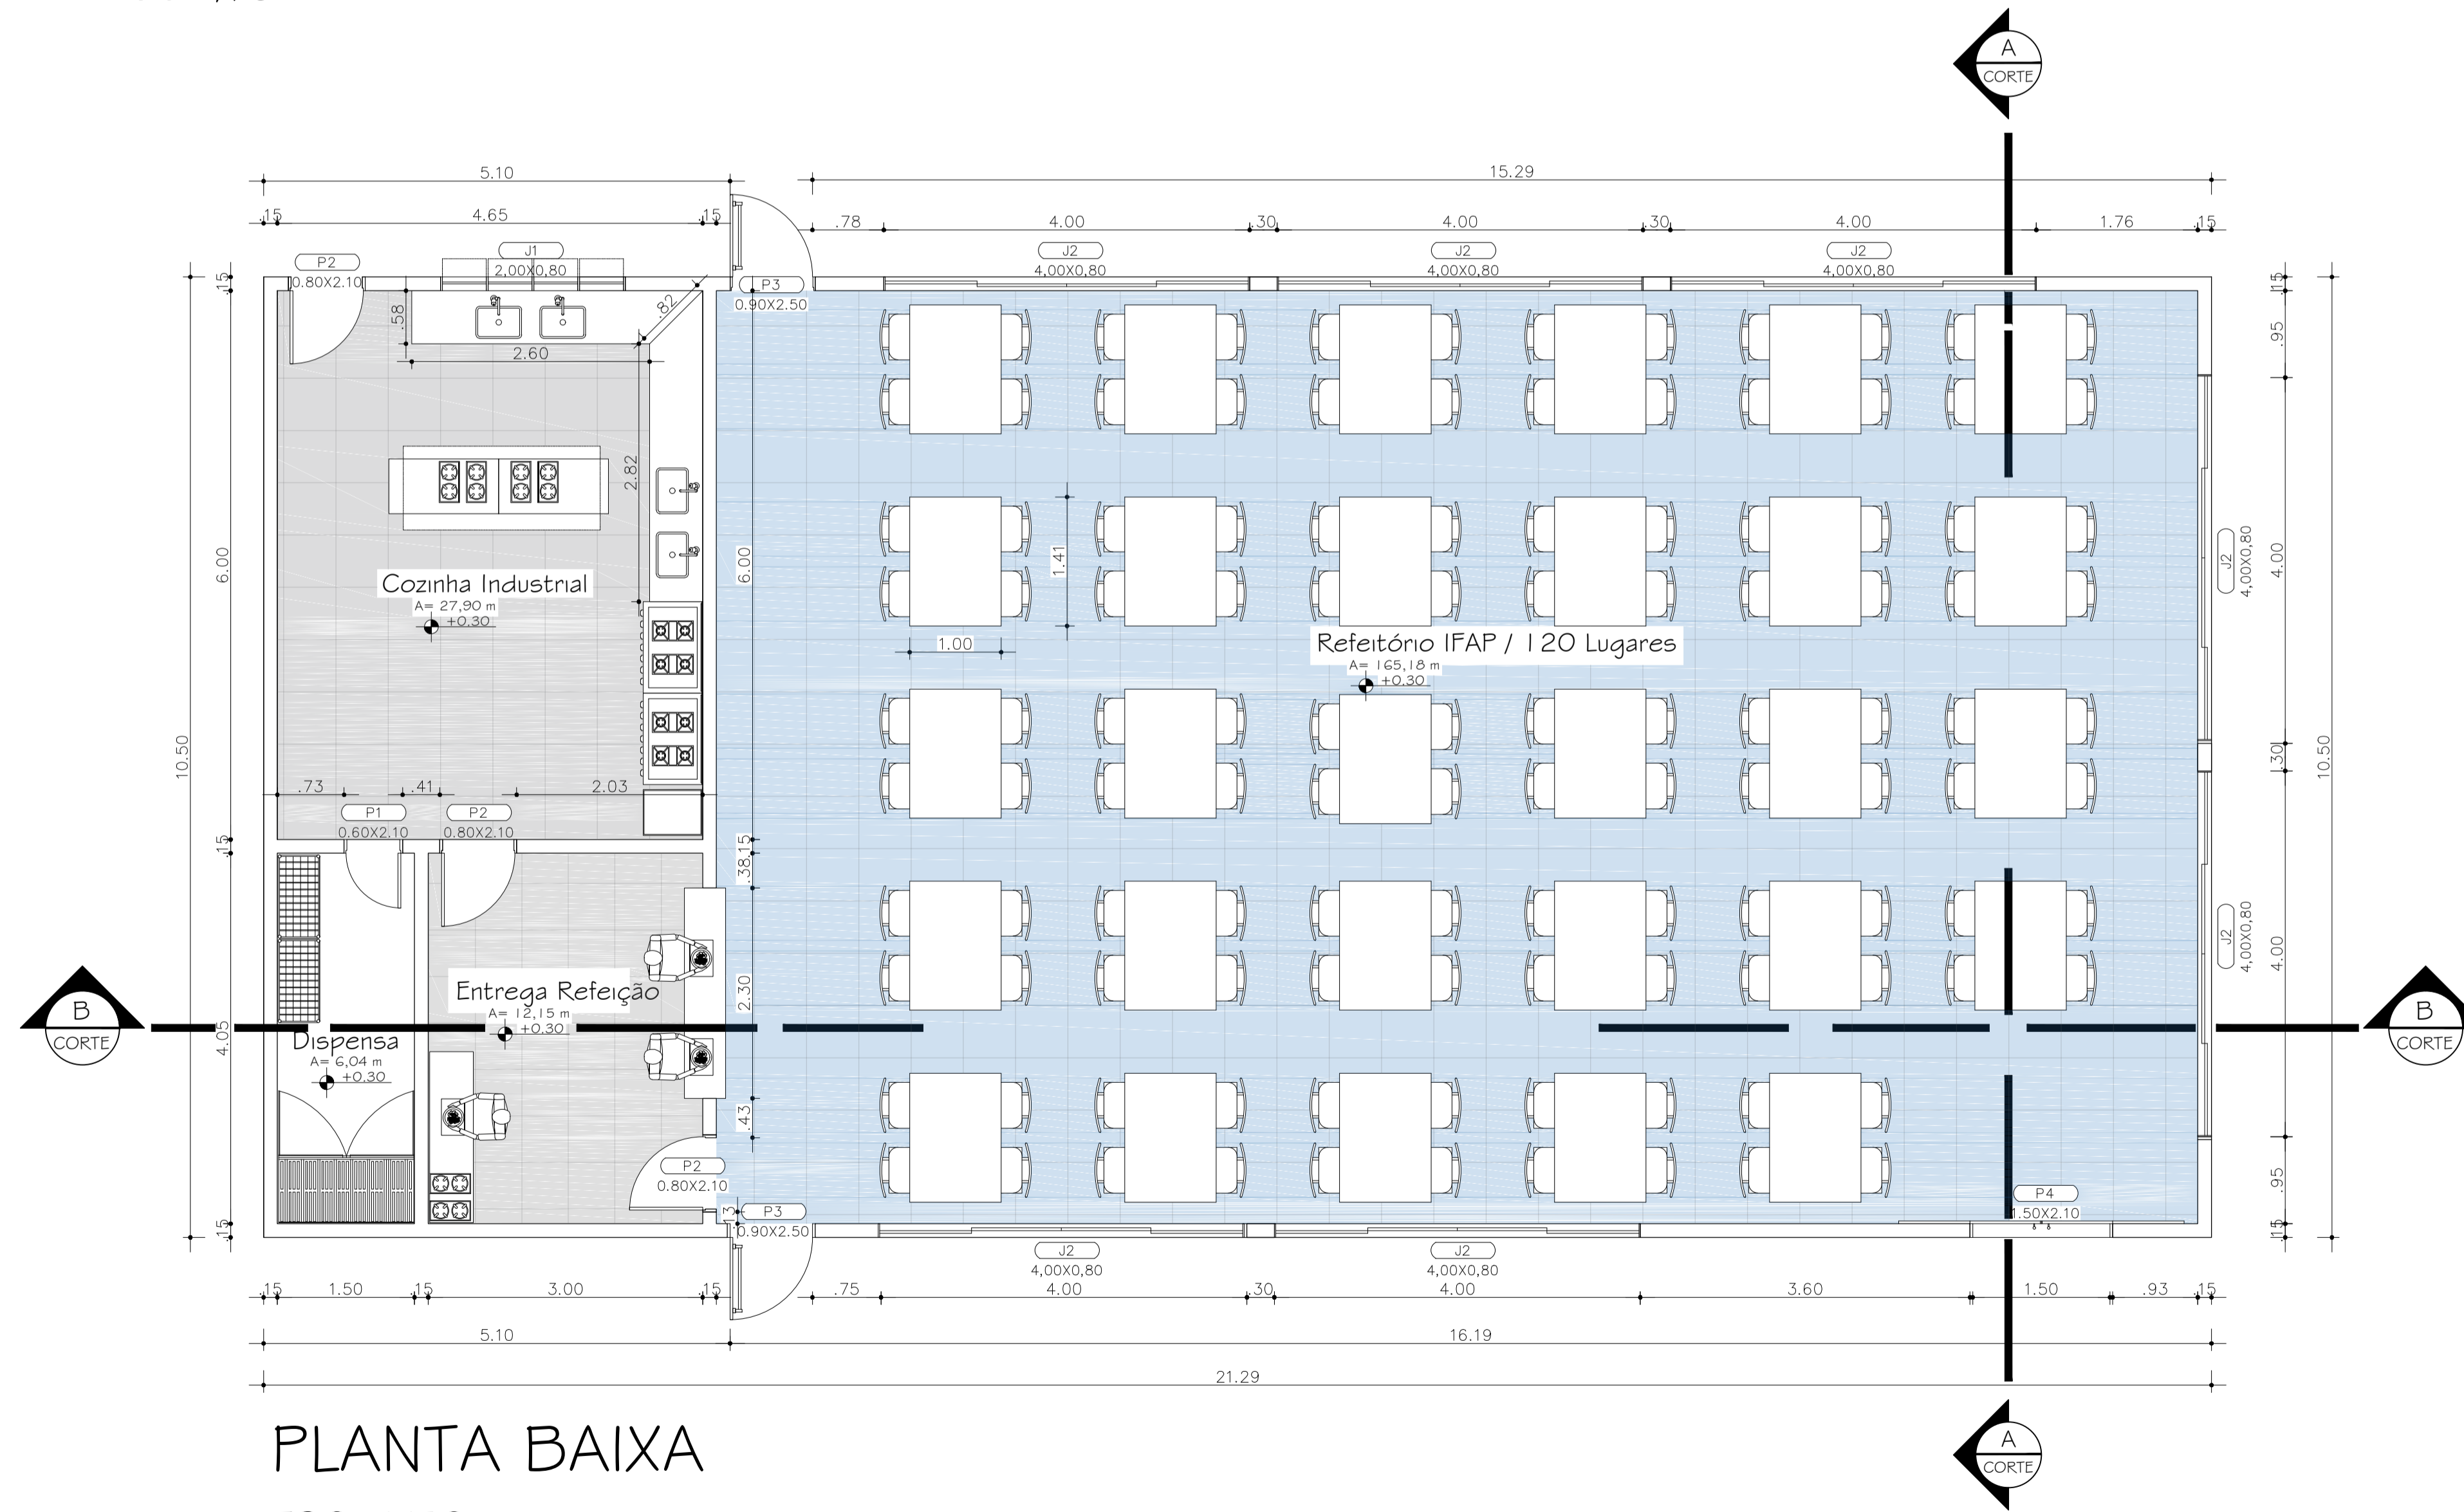 A
CORTE
5.10
15.29
.15
4.65
.15
.78
4.00
.30
4.00
.30
4.00
1.76
.15
P2
0.80X2.10
J1
2,00X0,80
P3
0.90X2.50
J2
4,00X0,80
J2
4,00X0,80
J2
4,00X0,80
.15
.58
.82
2.60
.15
.95
2.82
6.00
6.00
1.41
J2
4,00X0,80
4.00
Cozinha Industrial
A= 27,90 m
+0.30
1.00
Refeitório IFAP / 120 Lugares
A= 165,18 m
+0.30
10.50
.30
10.50
.73
.41
2.03
P1
0.60X2.10
P2
0.80X2.10
.15
.15
.38
J2
4,00X0,80
4.00
Entrega Refeição
A= 12,15 m
+0.30
2.30
B
CORTE
B
CORTE
4.05
Dispensa
A= 6,04 m
+0.30
.43
P2
0.80X2.10
.13
P3
0.90X2.50
P4
1.50X2.10
.95
.15
.15
J2
4,00X0,80
J2
4,00X0,80
.15
1.50
.15
3.00
.15
.75
4.00
.30
4.00
3.60
1.50
.93
.15
5.10
16.19
21.29
PLANTA BAIXA
A
CORTE